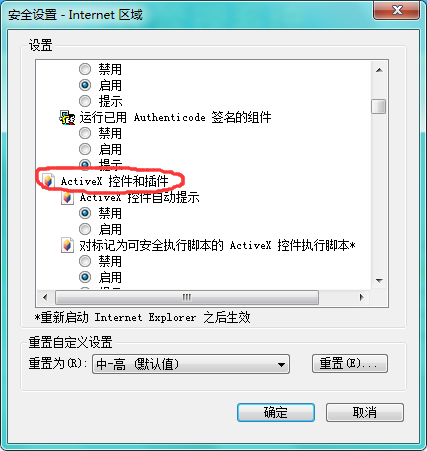 安全设置 - Internet 区域
设置
禁用
启用
提示
运行已用 Authenticode 签名的组件
禁用
启用
提示
ActiveX 控件和插件
ActiveX 控件自动提示
禁用
启用
对标记为可安全执行脚本的 ActiveX 控件执行脚本*
禁用
启用
*重新启动 Internet Explorer 之后生效
重置自定义设置
重置为(R): 中-高 (默认值) 重置(E)...
确定 取消